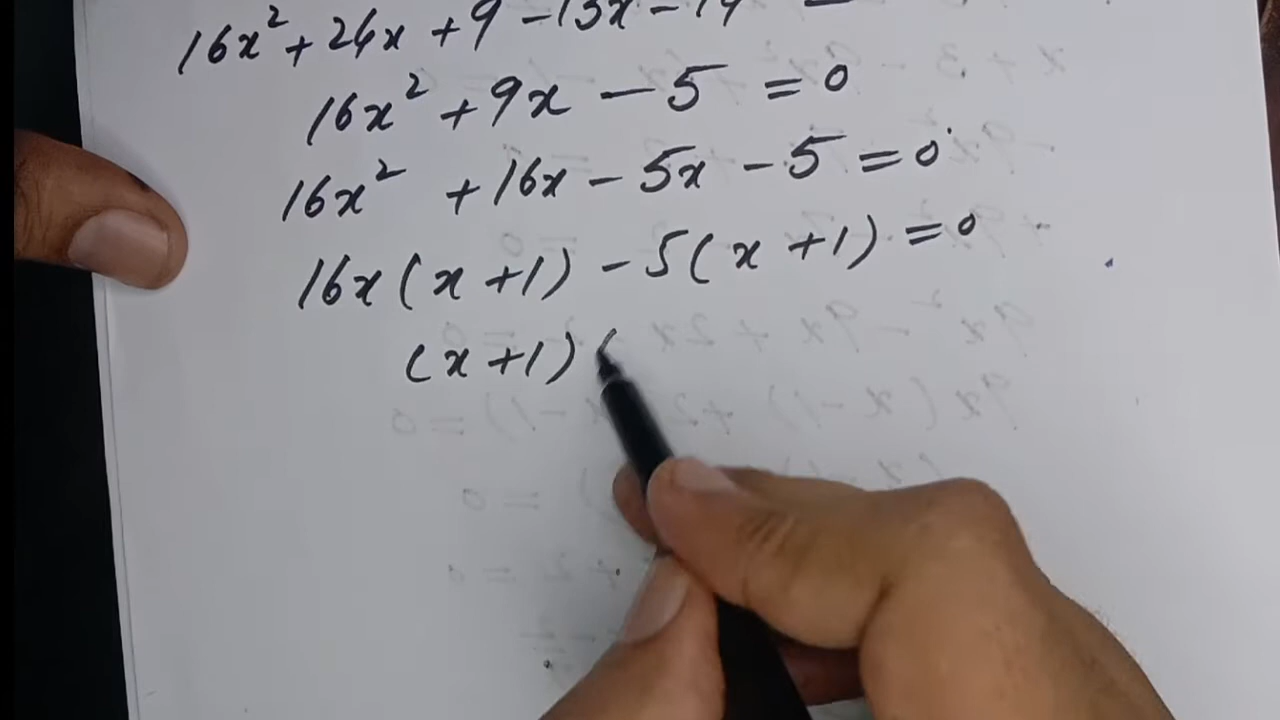 16x² + 24x + 9 - 15x - 14
16x² + 9x - 5 = 0
16x² + 16x - 5x - 5 = 0
16x(x+1) - 5(x+1) = 0
(x+1)(